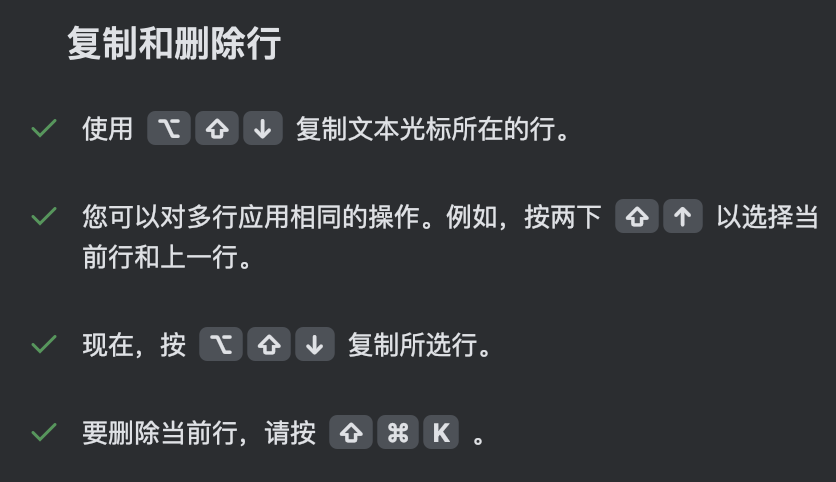 复制和删除行
使用 ⌥ ⇧ ↓ 复制文本光标所在的行。
您可以对多行应用相同的操作。例如，按两下 ⇧ ↑ 以选择当
前行和上一行。
现在，按 ⌥ ⇧ ↓ 复制所选行。
要删除当前行，请按 ⇧ ⌘ K 。